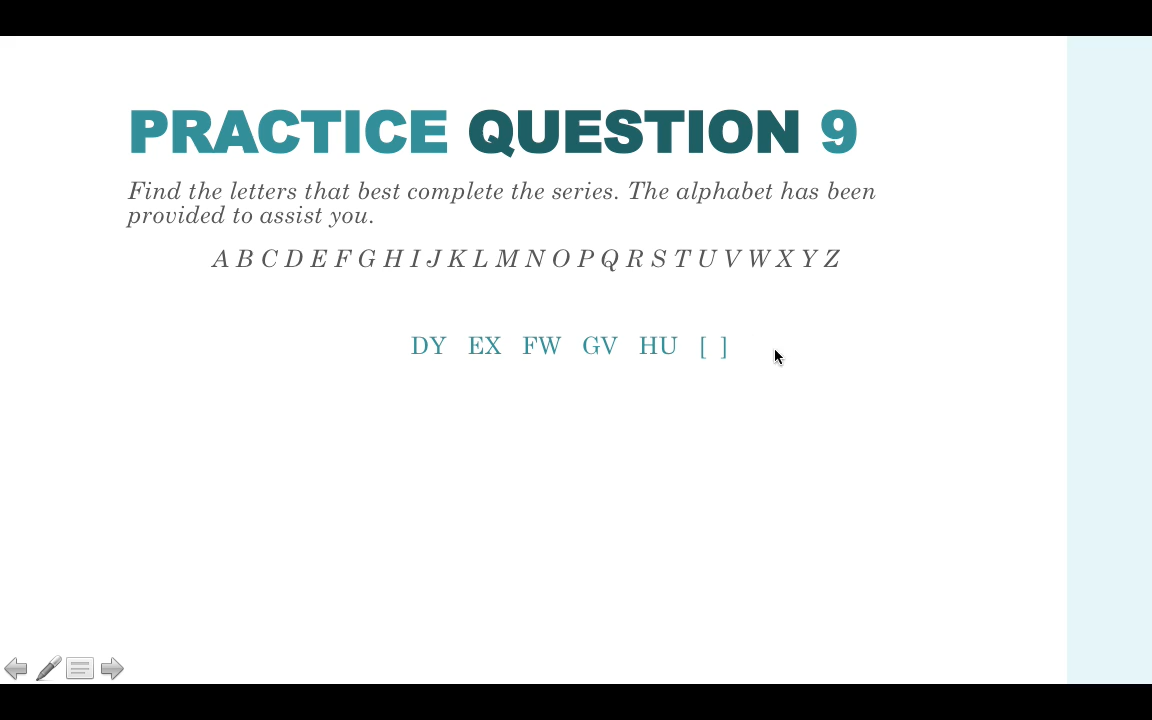 PRACTICE QUESTION 9
Find the letters that best complete the series. The alphabet has been
provided to assist you.
A B C D E F G H I J K L M N O P Q R S T U V W X Y Z
DY EX FW GV HU [ ]